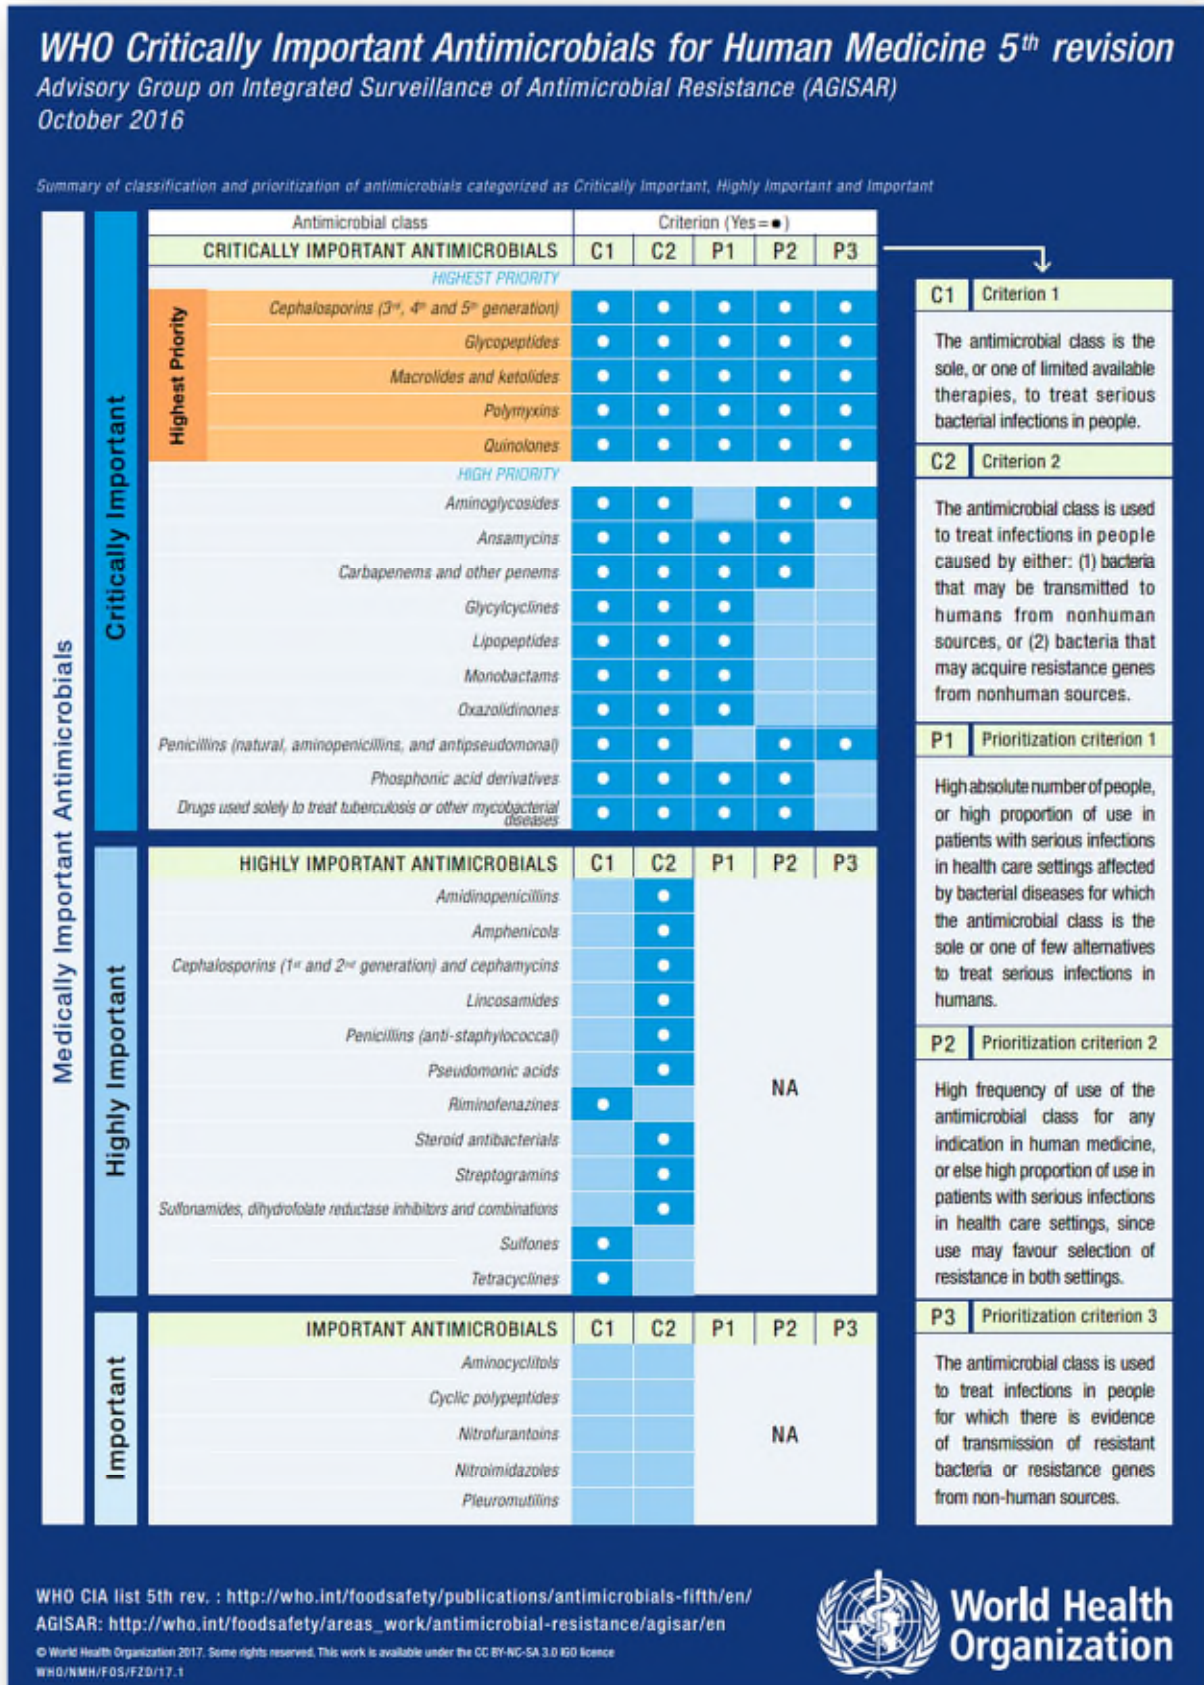 WHO Critically Important Antimicrobials for Human Medicine 5th revision
Advisory Group on Integrated Surveillance of Antimicrobial Resistance (AGISAR)
October 2016
Summary of classification and prioritization of antimicrobials categorized as Critically Important, Highly Important and Important
Medically Important Antimicrobials
Critically Important
Antimicrobial class Criterion (Yes=●)
CRITICALLY IMPORTANT ANTIMICROBIALS C1 C2 P1 P2 P3
HIGHEST PRIORITY
Highest Priority
Cephalosporins (3rd, 4th and 5th generation)
Glycopeptides
Macrolides and ketolides
Polymyxins
Quinolones
HIGH PRIORITY
Aminoglycosides
Ansamycins
Carbapenems and other penems
Glycylcyclines
Lipopeptides
Monobactams
Oxazolidinones
Penicillins (natural, aminopenicillins, and antipseudomonal)
Phosphonic acid derivatives
Drugs used solely to treat tuberculosis or other mycobacterial
diseases
Highly Important
HIGHLY IMPORTANT ANTIMICROBIALS C1 C2 P1 P2 P3
Amidinopenicillins
Amphenicols
Cephalosporins (1st and 2nd generation) and cephamycins
Lincosamides
Penicillins (anti-staphylococcal)
Pseudomonic acids
NA
Riminofenazines
Steroid antibacterials
Streptogramins
Sulfonamides, dihydrofolate reductase inhibitors and combinations
Sulfones
Tetracyclines
Important
IMPORTANT ANTIMICROBIALS C1 C2 P1 P2 P3
Aminocyclitols
Cyclic polypeptides
Nitrofurantoins
NA
Nitroimidazoles
Pleuromutilins
C1 Criterion 1
The antimicrobial class is the
sole, or one of limited available
therapies, to treat serious
bacterial infections in people.
C2 Criterion 2
The antimicrobial class is used
to treat infections in people
caused by either: (1) bacteria
that may be transmitted to
humans from nonhuman
sources, or (2) bacteria that
may acquire resistance genes
from nonhuman sources.
P1 Prioritization criterion 1
High absolute number of people,
or high proportion of use in
patients with serious infections
in health care settings affected
by bacterial diseases for which
the antimicrobial class is the
sole or one of few alternatives
to treat serious infections in
humans.
P2 Prioritization criterion 2
High frequency of use of the
antimicrobial class for any
indication in human medicine,
or else high proportion of use in
patients with serious infections
in health care settings, since
use may favour selection of
resistance in both settings.
P3 Prioritization criterion 3
The antimicrobial class is used
to treat infections in people
for which there is evidence
of transmission of resistant
bacteria or resistance genes
from non-human sources.
WHO CIA list 5th rev. : http://who.int/foodsafety/publications/antimicrobials-fifth/en/
AGISAR: http://who.int/foodsafety/areas_work/antimicrobial-resistance/agisar/en
© World Health Organization 2017. Some rights reserved. This work is available under the CC BY-NC-SA 3.0 IGO licence
WHO/NMH/FOS/FZD/17.1
World Health
Organization